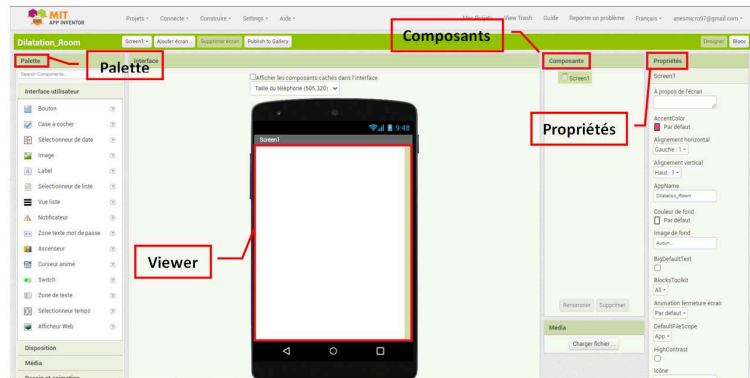 MIT
APP INVENTOR
Projets Connecte Construire Settings Aide
Mes Projets View Trash Guide Reporter un problème Français anesmicro97@gmail.com
Dilatation_Room
Screen1 Ajouter écran... Supprimer écran Publish to Gallery
Composants
Designer Blocs
Palette
Interface
Composants
Propriétés
Palette
Search Components...
Afficher les composants cachés dans l'interface
Screen1
Screen1
Interface utilisateur
Taille du téléphone (505,320)
À propos de l'écran
Bouton
Case à cocher
Sélectionneur de date
Image
Label
Sélectionneur de liste
Vue liste
Notificateur
Zone texte mot de passe
Ascenseur
Curseur animé
Switch
Zone de texte
Sélectionneur temps
Afficheur Web
Disposition
Média
9:48
Screen1
Viewer
Propriétés
Renommer Supprimer
Média
Charger fichier ...
AccentColor
Par défaut
Alignement horizontal
Gauche : 1
Alignement vertical
Haut : 1
AppName
Dilatation_Room
Couleur de fond
Par défaut
Image de fond
Aucun...
BigDefaultText
BlocksToolkit
All
Animation fermeture écran
Par défaut
DefaultFileScope
App
HighContrast
Icône